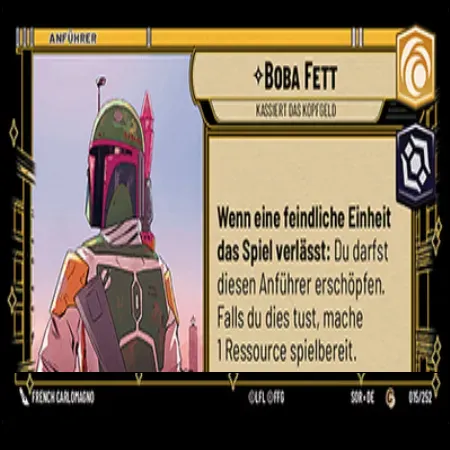 ANFÜHRER
BOBA FETT
KASSIERT DAS KOPFGELD
Wenn eine feindliche Einheit
das Spiel verlässt: Du darfst
diesen Anführer erschöpfen.
Falls du dies tust, mache
1 Ressource spielbereit.
FRENCH CARLOMAGNO
©LFL ©FFG
SOR • DE
C
015/252